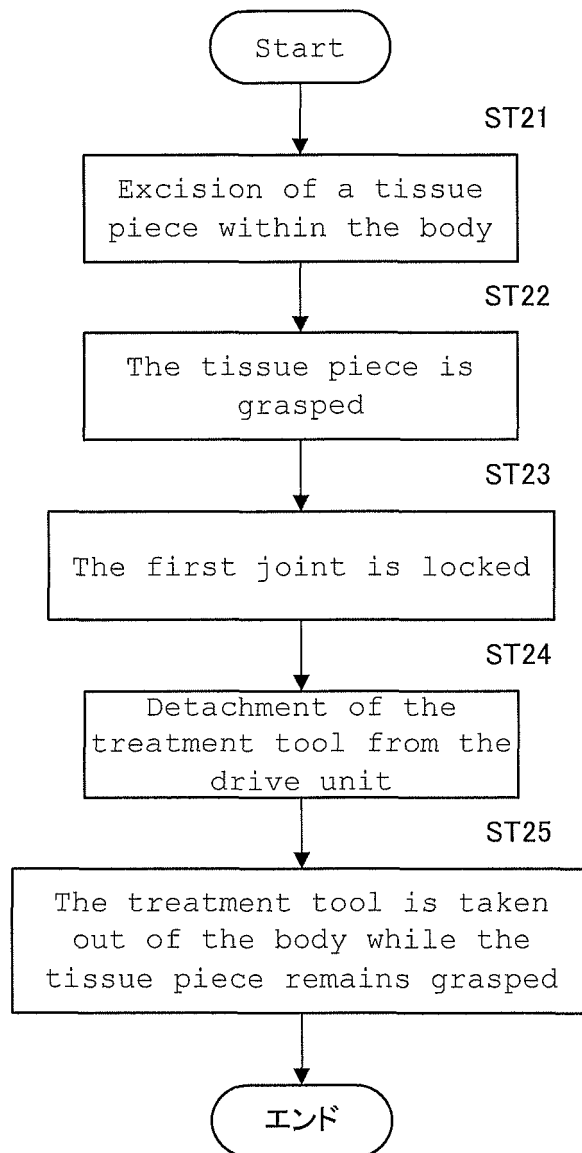 Start
ST21
Excision of a tissue
piece within the body
ST22
The tissue piece is
grasped
ST23
The first joint is locked
ST24
Detachment of the
treatment tool from the
drive unit
ST25
The treatment tool is taken
out of the body while the
tissue piece remains grasped
エンド